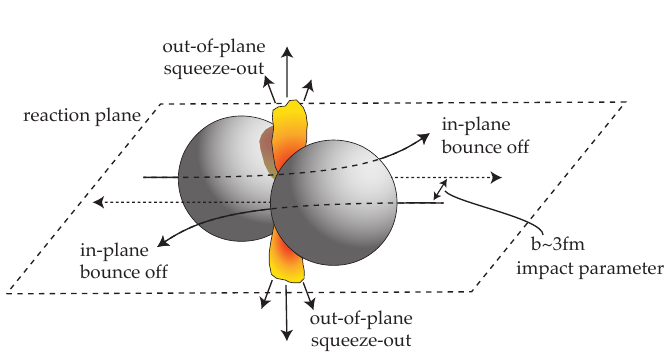 out-of-plane
squeeze-out
reaction plane
in-plane
bounce off
in-plane
bounce off
b~3fm
impact parameter
out-of-plane
squeeze-out